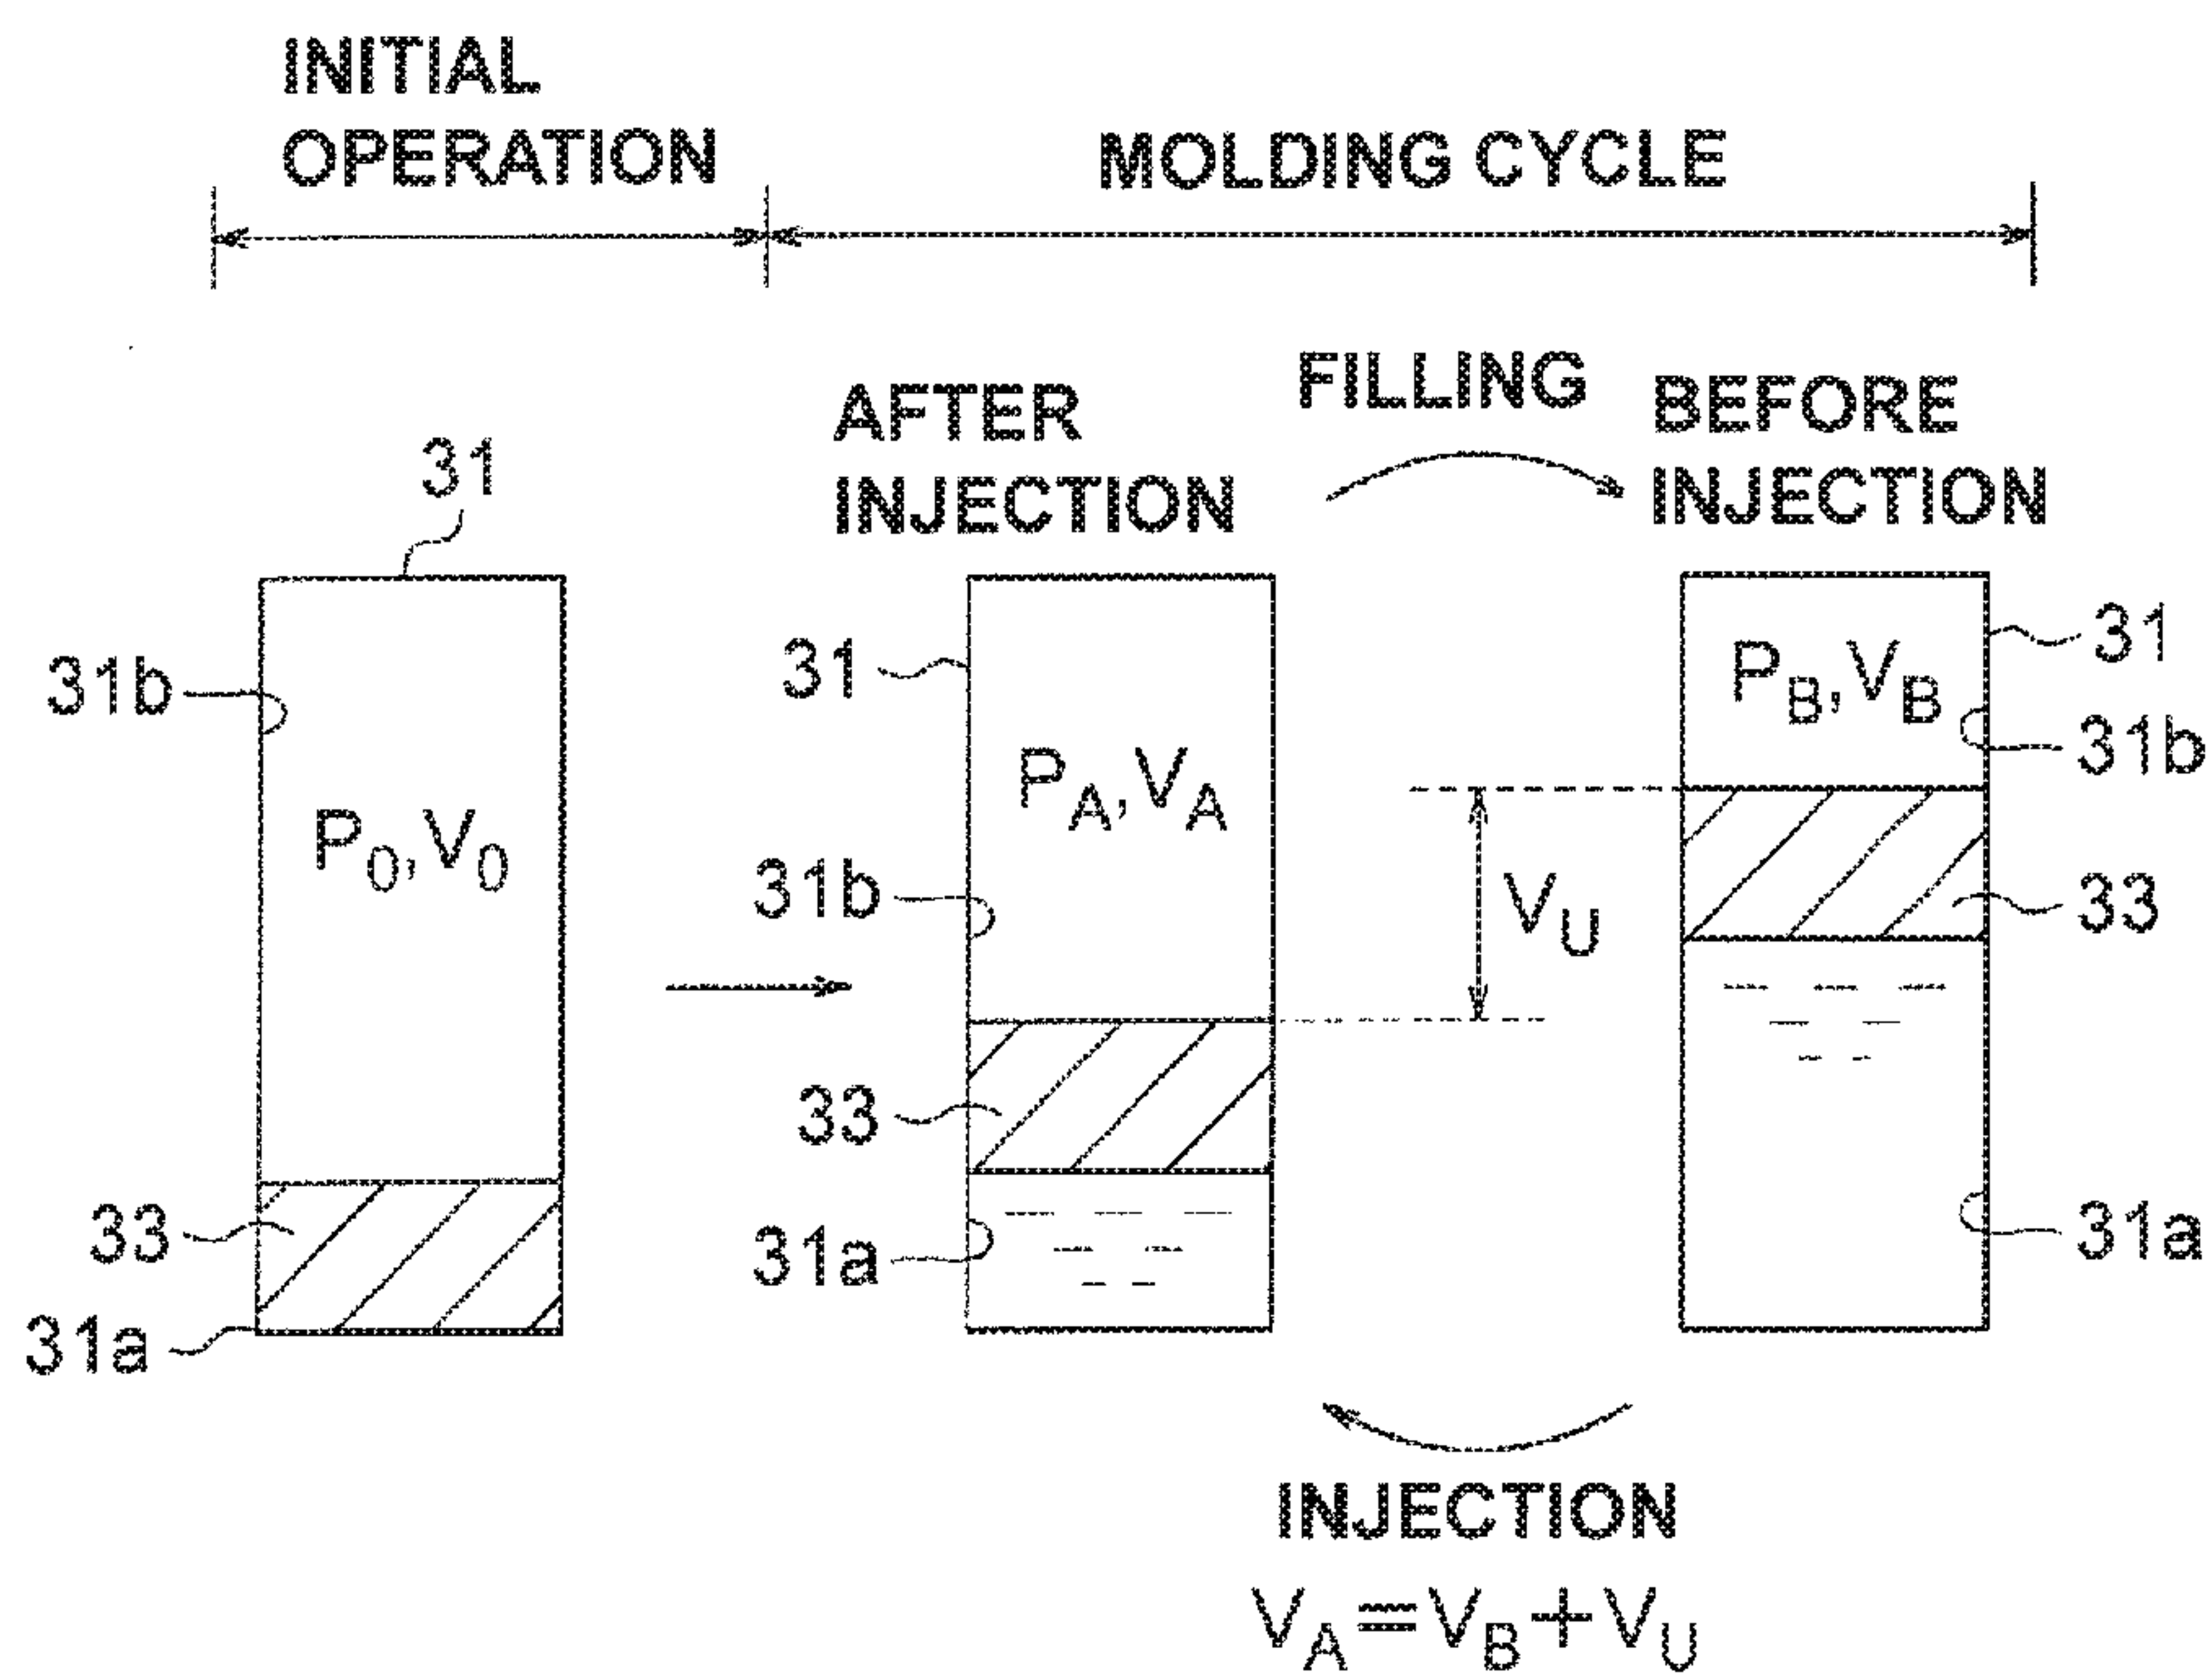 INITIAL
OPERATION
MOLDING CYCLE
FILLING
AFTER
INJECTION
BEFORE
INJECTION
31
31b
P0, V0
33
31a
31
31b
PA, VA
33
31a
VU
PB, VB
31
31b
33
31a
INJECTION
VA=VB+VU